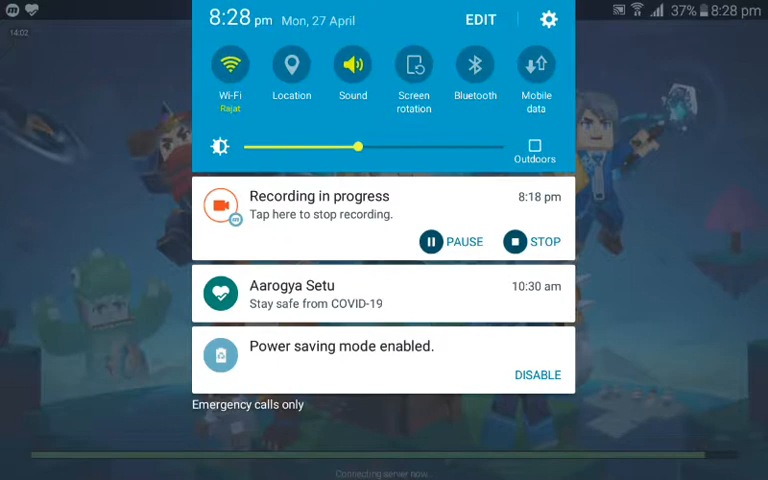 37% 8:28 pm
8:28 pm Mon, 27 April EDIT
14:02
Wi-Fi
Rajat
Location
Sound
Screen
rotation
Bluetooth
Mobile
data
Outdoors
Recording in progress 8:18 pm
Tap here to stop recording.
PAUSE STOP
Aarogya Setu 10:30 am
Stay safe from COVID-19
Power saving mode enabled.
DISABLE
Emergency calls only
Connecting server now